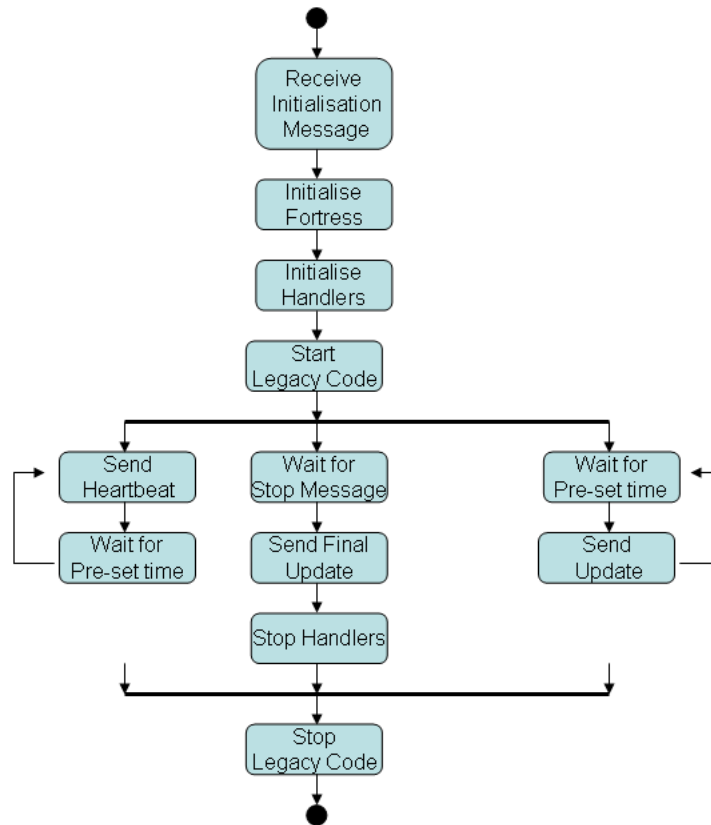 Receive
Initialisation
Message
Initialise
Fortress
Initialise
Handlers
Start
Legacy Code
Send
Heartbeat
Wait for
Stop Message
Wait for
Pre-set time
Wait for
Pre-set time
Send Final
Update
Send
Update
Stop Handlers
Stop
Legacy Code